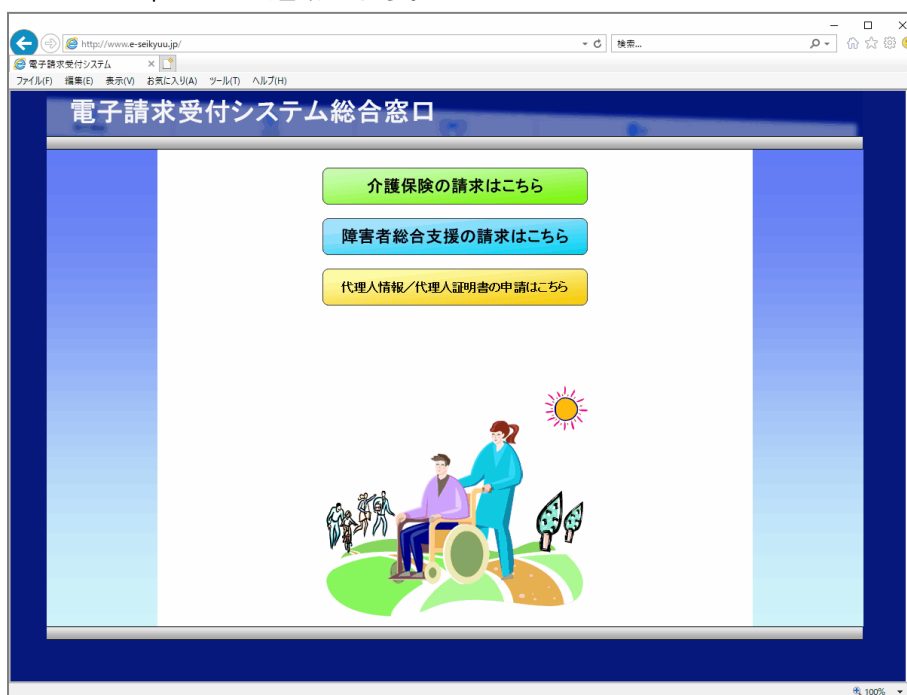 http://www.e-seikyuu.jp/
検索...
電子請求受付システム
ファイル(F) 編集(E) 表示(V) お気に入り(A) ツール(T) ヘルプ(H)
電子請求受付システム総合窓口
介護保険の請求はこちら
障害者総合支援の請求はこちら
代理人情報/代理人証明書の申請はこちら
100%